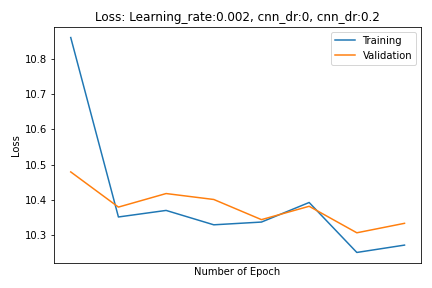 Loss: Learning_rate:0.002, cnn_dr:0, cnn_dr:0.2
Training
Validation
10.8
10.7
10.6
10.5
10.4
10.3
Loss
Number of Epoch